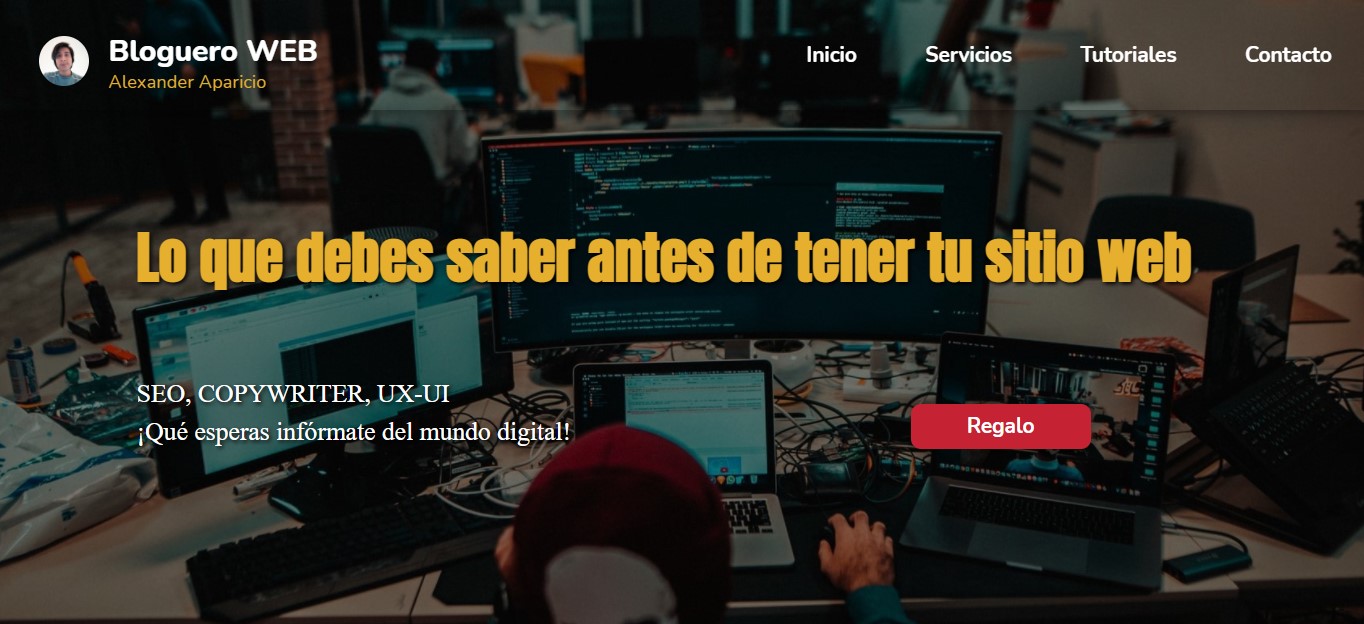 Bloguero WEB
Alexander Aparicio
Inicio Servicios Tutoriales Contacto
Lo que debes saber antes de tener tu sitio web
SEO, COPYWRITER, UX-UI
¡Qué esperas infórmate del mundo digital!
Regalo